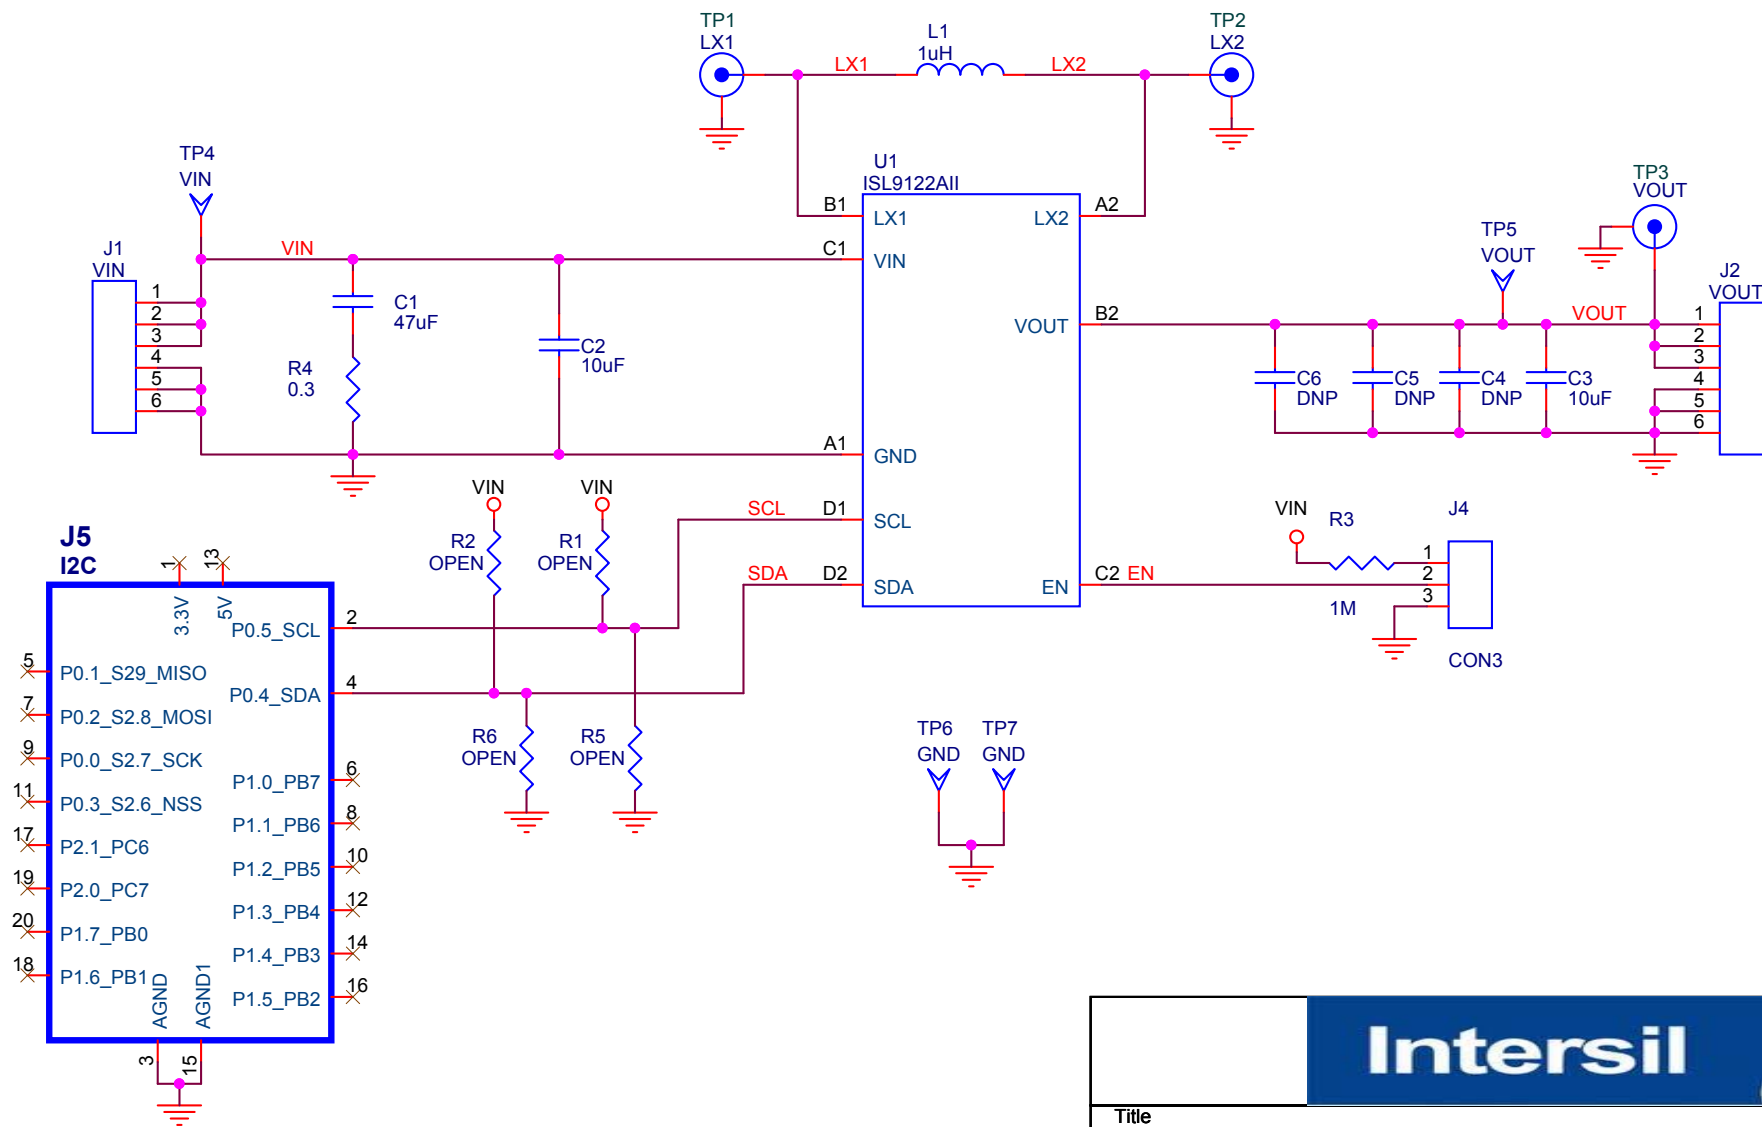 TP1
LX1
L1
1uH
LX1
LX2
TP2
LX2
TP4
VIN
U1
ISL9122AII
B1
LX1
LX2
A2
TP3
VOUT
TP5
VOUT
J1
VIN
VIN
C1
VIN
J2
VOUT
1
2
3
4
5
6
C1
47uF
R4
0.3
C2
10uF
VOUT
B2
VOUT
1
2
3
4
5
6
C6
DNP
C5
DNP
C4
DNP
C3
10uF
A1
GND
VIN
VIN
SCL
D1
SCL
R2
OPEN
R1
OPEN
SDA
D2
SDA
EN
C2
EN
VIN
R3
1M
J4
1
2
3
CON3
J5
I2C
1
13
3.3V
5V
P0.5_SCL
2
5
P0.1_S29_MISO
P0.4_SDA
4
7
P0.2_S2.8_MOSI
9
P0.0_S2.7_SCK
P1.0_PB7
6
11
P0.3_S2.6_NSS
P1.1_PB6
8
17
P2.1_PC6
P1.2_PB5
10
19
P2.0_PC7
P1.3_PB4
12
20
P1.7_PB0
P1.4_PB3
14
18
P1.6_PB1
P1.5_PB2
16
AGND
AGND1
3
15
R6
OPEN
R5
OPEN
TP6
GND
TP7
GND
Intersil
Title